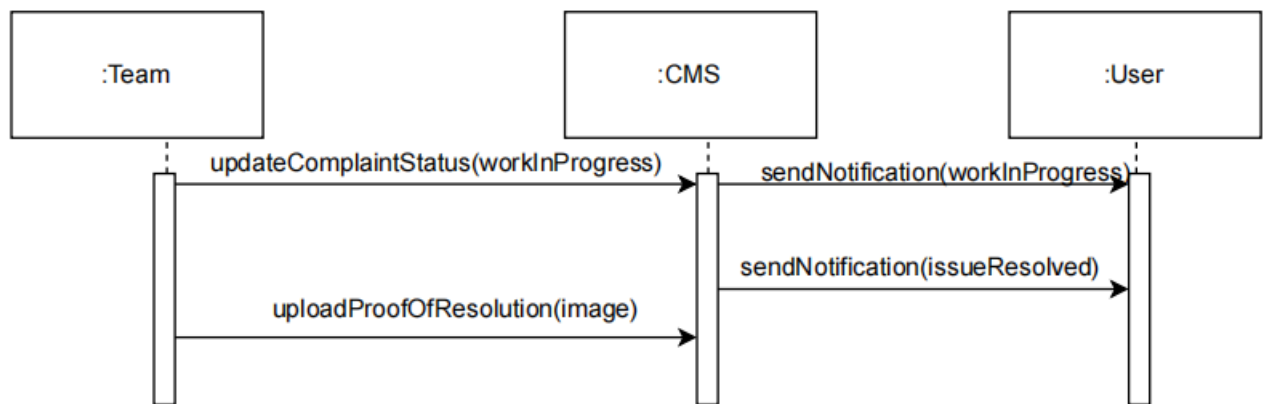 :Team
:CMS
:User
updateComplaintStatus(workInProgress)
sendNotification(workInProgress)
sendNotification(issueResolved)
uploadProofOfResolution(image)